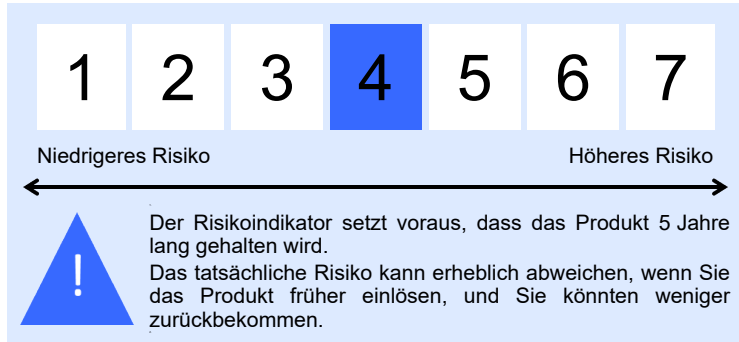 1 2 3 4 5 6 7
Niedrigeres Risiko Höheres Risiko
Der Risikoindikator setzt voraus, dass das Produkt 5 Jahre
lang gehalten wird.
Das tatsächliche Risiko kann erheblich abweichen, wenn Sie
das Produkt früher einlösen, und Sie könnten weniger
zurückbekommen.
!